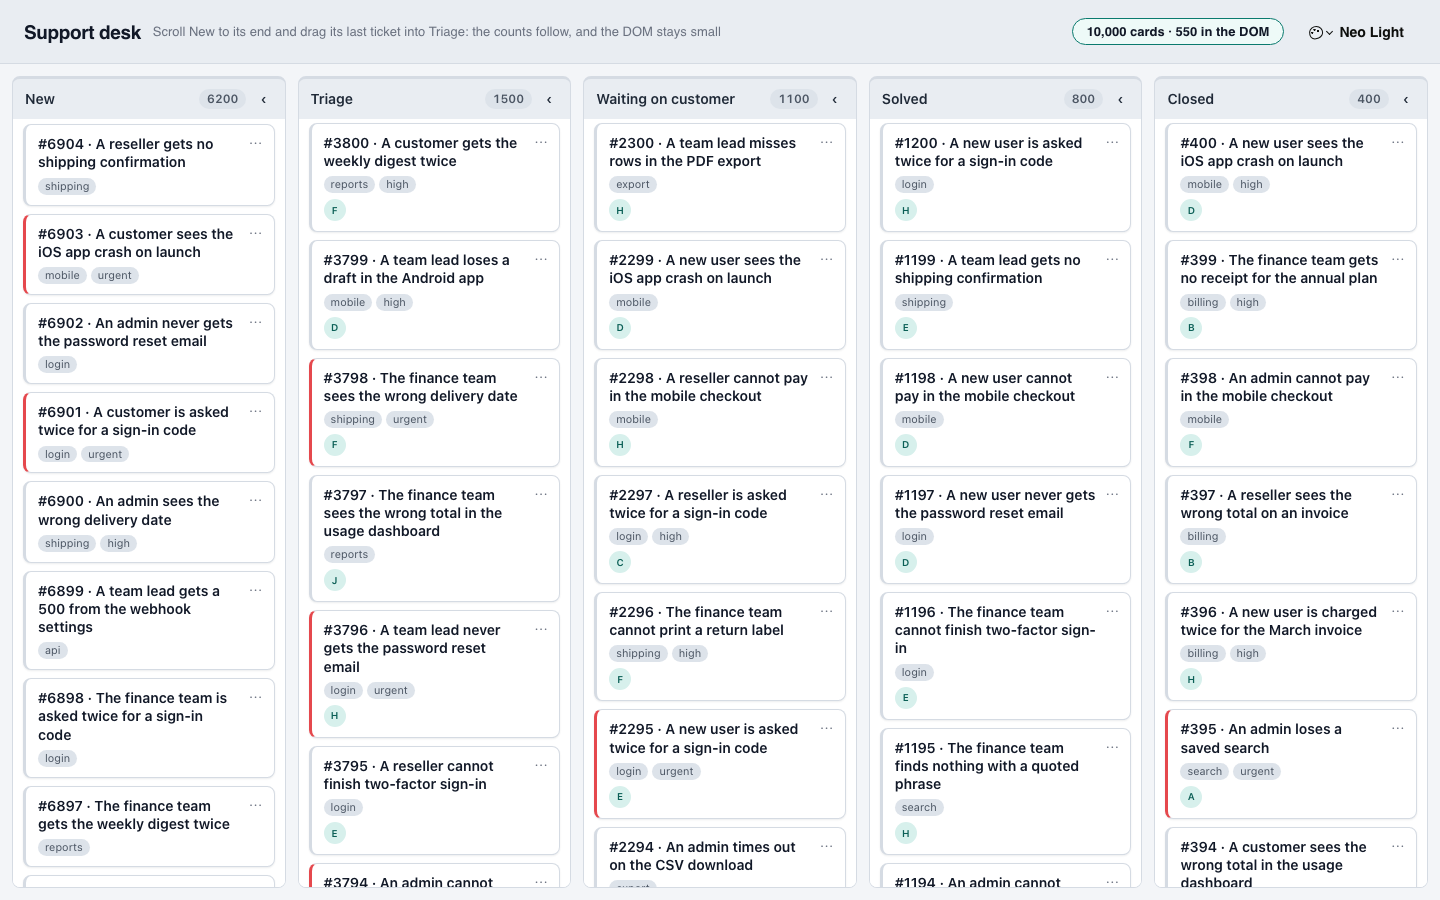 Support desk
Scroll New to its end and drag its last ticket into Triage: the counts follow, and the DOM stays small
10,000 cards · 550 in the DOM
Neo Light
New
6200
#6904 · A reseller gets no
shipping confirmation
shipping
#6903 · A customer sees the
iOS app crash on launch
mobile urgent
#6902 · An admin never gets
the password reset email
login
#6901 · A customer is asked
twice for a sign-in code
login urgent
#6900 · An admin sees the
wrong delivery date
shipping high
#6899 · A team lead gets a
500 from the webhook
settings
api
#6898 · The finance team is
asked twice for a sign-in
code
login
#6897 · The finance team
gets the weekly digest twice
reports
Triage
1500
#3800 · A customer gets the
weekly digest twice
reports high
F
#3799 · A team lead loses a
draft in the Android app
mobile high
D
#3798 · The finance team
sees the wrong delivery date
shipping urgent
F
#3797 · The finance team
sees the wrong total in the
usage dashboard
reports
J
#3796 · A team lead never
gets the password reset
email
login urgent
H
#3795 · A reseller cannot
finish two-factor sign-in
login
E
#3794 · An admin cannot
Waiting on customer
1100
#2300 · A team lead misses
rows in the PDF export
export
H
#2299 · A new user sees the
iOS app crash on launch
mobile
D
#2298 · A reseller cannot pay
in the mobile checkout
mobile
H
#2297 · A reseller is asked
twice for a sign-in code
login high
C
#2296 · The finance team
cannot print a return label
shipping high
F
#2295 · A new user is asked
twice for a sign-in code
login urgent
E
#2294 · An admin times out
on the CSV download
export
Solved
800
#1200 · A new user is asked
twice for a sign-in code
login
H
#1199 · A team lead gets no
shipping confirmation
shipping
E
#1198 · A new user cannot
pay in the mobile checkout
mobile
D
#1197 · A new user never gets
the password reset email
login
D
#1196 · The finance team
cannot finish two-factor sign-
in
login
E
#1195 · The finance team
finds nothing with a quoted
phrase
search
H
#1194 · An admin cannot
Closed
400
#400 · A new user sees the
iOS app crash on launch
mobile high
D
#399 · The finance team gets
no receipt for the annual plan
billing high
B
#398 · An admin cannot pay
in the mobile checkout
mobile
F
#397 · A reseller sees the
wrong total on an invoice
billing
B
#396 · A new user is charged
twice for the March invoice
billing high
H
#395 · An admin loses a
saved search
search urgent
A
#394 · A customer sees the
wrong total in the usage
dashboard